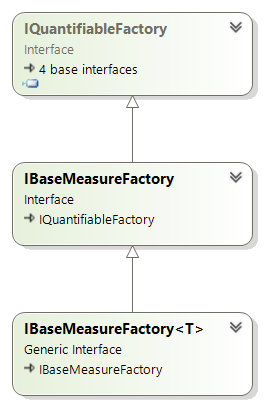 IQuantifiableFactory
Interface
4 base interfaces
IBaseMeasureFactory
Interface
IQuantifiableFactory
IBaseMeasureFactory<T>
Generic Interface
IBaseMeasureFactory